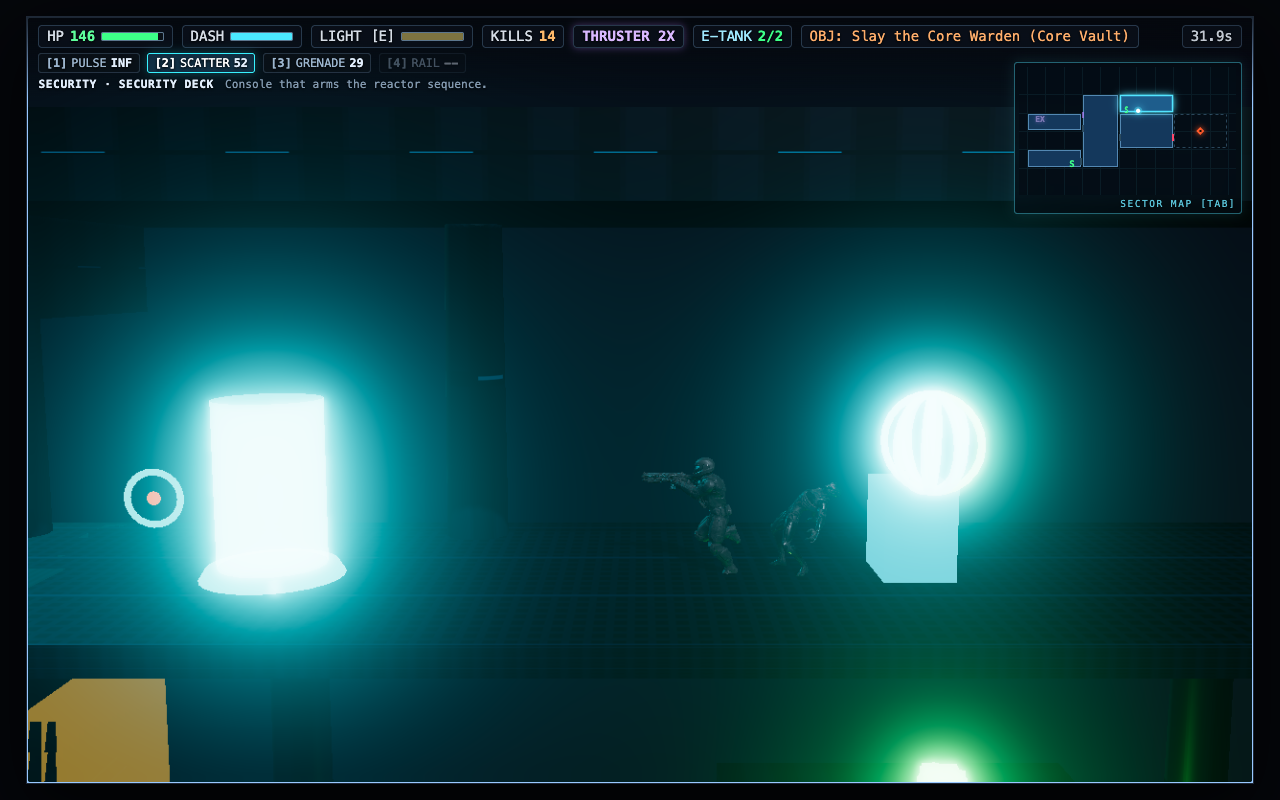 HP 146 DASH LIGHT [E] KILLS 14 THRUSTER 2X E-TANK 2/2 OBJ: Slay the Core Warden (Core Vault) 31.9s
[1] PULSE INF [2] SCATTER 52 [3] GRENADE 29 [4] RAIL --
SECURITY · SECURITY DECK Console that arms the reactor sequence.
S
EX
S
SECTOR MAP [TAB]